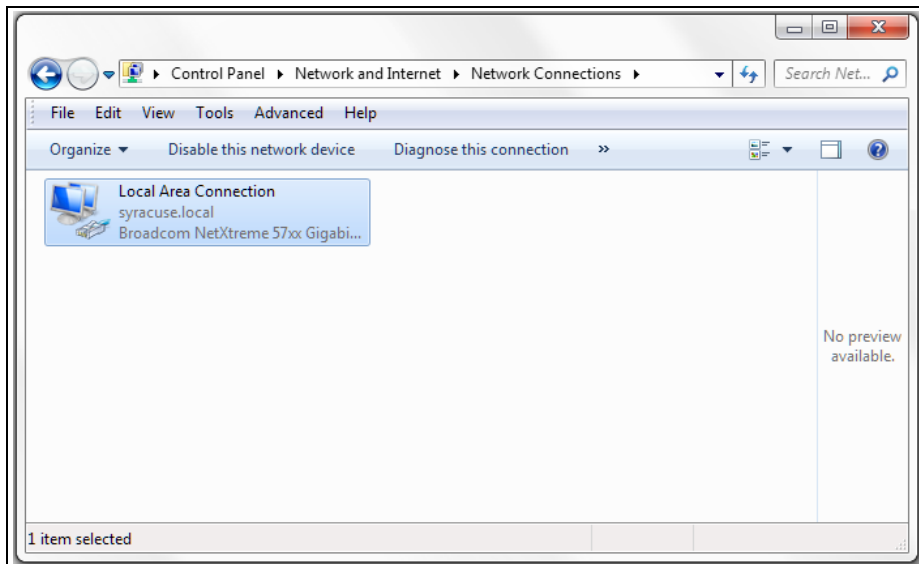 Control Panel Network and Internet Network Connections Search Net...
File Edit View Tools Advanced Help
Organize Disable this network device Diagnose this connection »
Local Area Connection
syracuse.local
Broadcom NetXtreme 57xx Gigabi...
No preview
available.
1 item selected